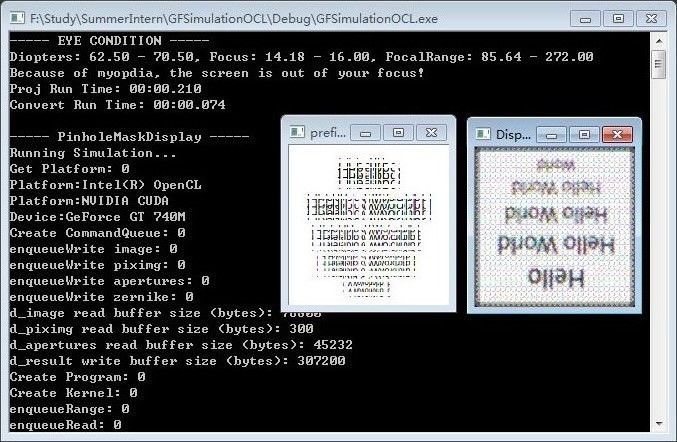 F:\Study\SummerIntern\GFSimulationOCL\Debug\GFSimulationOCL.exe
----- EYE CONDITION -----
Diopters: 62.50 - 70.50, Focus: 14.18 - 16.00, FocalRange: 85.64 - 272.00
Because of myopdia, the screen is out of your focus!
Proj Run Time: 00:00.210
Convert Run Time: 00:00.074
----- PinholeMaskDisplay -----
Running Simulation...
Get Platform: 0
Platform:Intel(R) OpenCL
Platform:NVIDIA CUDA
Device:GeForce GT 740M
Create CommandQueue: 0
enqueueWrite image: 0
enqueueWrite piximg: 0
enqueueWrite apertures: 0
enqueueWrite zernike: 0
d_image read buffer size (bytes):
d_piximg read buffer size (bytes): 300
d_apertures read buffer size (bytes): 45232
d_result write buffer size (bytes): 307200
Create Program: 0
Create Kernel: 0
enqueueRange: 0
enqueueRead: 0
prefi...
Disp...
World
Hello World
Hello World
Hello World
Hello